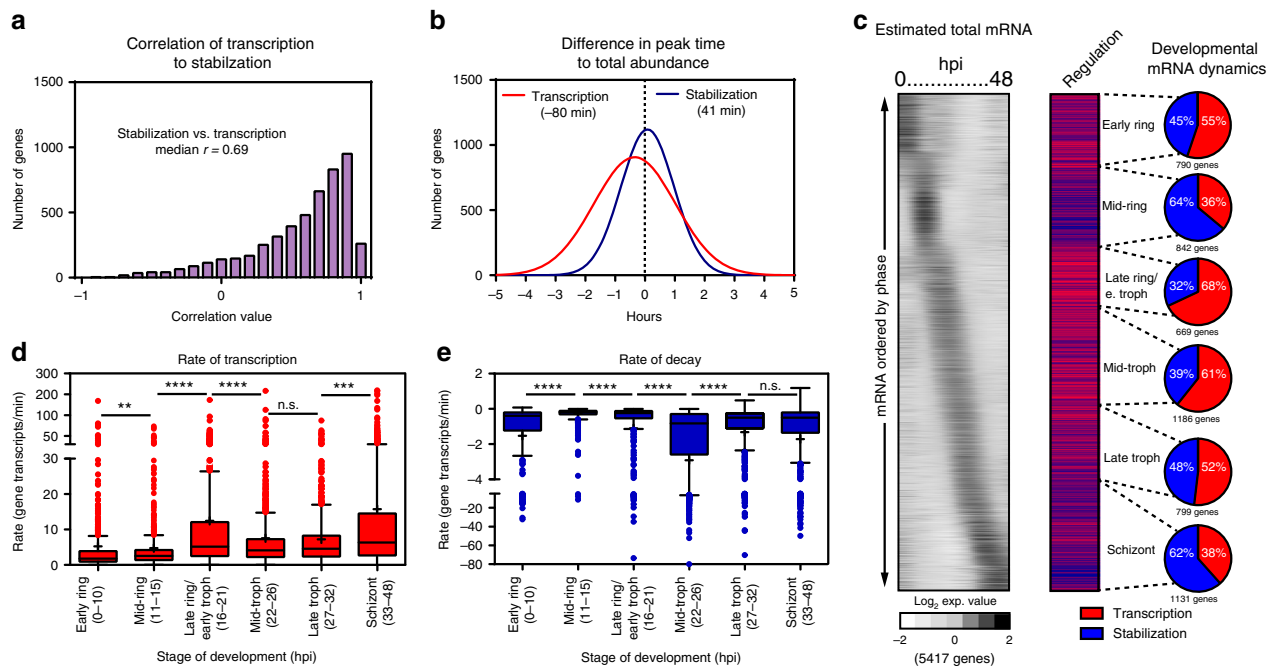 a
Correlation of transcription
to stabilzation
1500
1000
500
0
Number of genes
Stabilization vs. transcription
median r = 0.69
−1
0
1
Correlation value
b
Difference in peak time
to total abundance
1500
1000
500
0
Number of genes
Transcription
(−80 min)
Stabilization
(41 min)
−5 −4 −3 −2 −1 0 1 2 3 4 5
Hours
c
Estimated total mRNA
hpi
0...............48
mRNA ordered by phase
Log2 exp. value
−2 0 2
(5417 genes)
Regulation
Developmental
mRNA dynamics
Early ring
45% 55%
790 genes
Mid-ring
64% 36%
842 genes
Late ring/
e. troph
32% 68%
669 genes
Mid-troph
39% 61%
1186 genes
Late troph
48% 52%
799 genes
Schizont
62% 38%
1131 genes
Transcription
Stabilization
d
Rate of transcription
300
200
100
50
30
20
10
0
Rate (gene transcripts/min)
**
****
****
n.s.
***
Early ring
(0–10)
Mid-ring
(11–15)
Late ring/
early troph
(16–21)
Mid-troph
(22–26)
Late troph
(27–32)
Schizont
(33–48)
Stage of development (hpi)
e
Rate of decay
2
0
−2
−4
−20
−40
−60
−80
Rate (gene transcripts/min)
****
****
****
****
n.s.
Early ring
(0–10)
Mid-ring
(11–15)
Late ring/
early troph
(16–21)
Mid-troph
(22–26)
Late troph
(27–32)
Schizont
(33–48)
Stage of development (hpi)